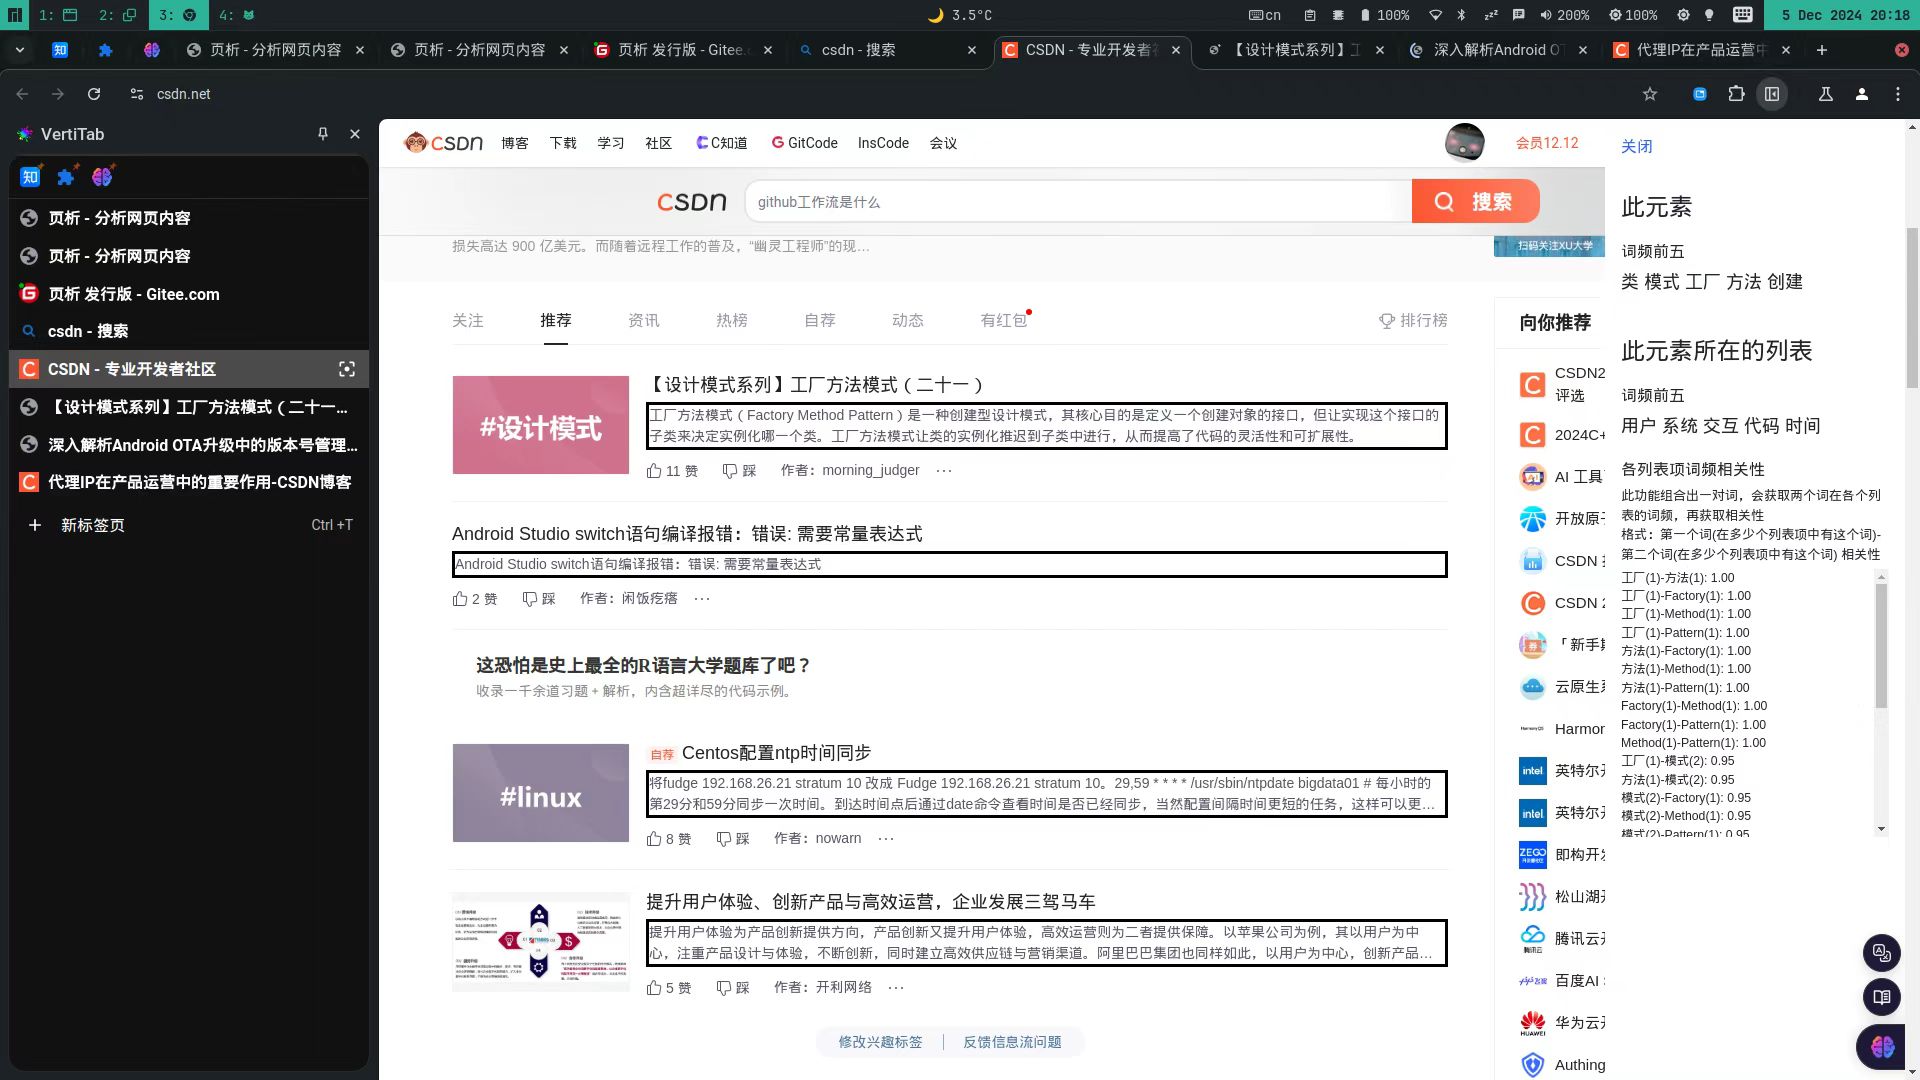 1:
2:
3:
4:
3.5°C
cn
100%
200%
100%
5 Dec 2024 20:18
页析 - 分析网页内容
页析 - 分析网页内容
页析 发行版 - Gitee.c
csdn - 搜索
CSDN - 专业开发者社
【设计模式系列】工
深入解析Android OT
代理IP在产品运营中
csdn.net
VertiTab
知
页析 - 分析网页内容
页析 - 分析网页内容
页析 发行版 - Gitee.com
csdn - 搜索
CSDN - 专业开发者社区
【设计模式系列】工厂方法模式（二十一...
深入解析Android OTA升级中的版本号管理...
代理IP在产品运营中的重要作用-CSDN博客
新标签页 Ctrl +T
CSDN 博客 下载 学习 社区 C知道 GitCode InsCode 会议
会员12.12
CSDN github工作流是什么 搜索
损失高达 900 亿美元。而随着远程工作的普及，“幽灵工程师”的现…
扫码关注XU大学
关注 推荐 资讯 热榜 自荐 动态 有红包 排行榜
#设计模式
【设计模式系列】工厂方法模式（二十一）
工厂方法模式（Factory Method Pattern）是一种创建型设计模式，其核心目的是定义一个创建对象的接口，但让实现这个接口的
子类来决定实例化哪一个类。工厂方法模式让类的实例化推迟到子类中进行，从而提高了代码的灵活性和可扩展性。
11 赞 踩 作者：morning_judger ···
Android Studio switch语句编译报错：错误: 需要常量表达式
Android Studio switch语句编译报错：错误: 需要常量表达式
2 赞 踩 作者：闲饭疙瘩 ···
这恐怕是史上最全的R语言大学题库了吧？
收录一千余道习题 + 解析，内含超详尽的代码示例。
#linux
自荐 Centos配置ntp时间同步
将fudge 192.168.26.21 stratum 10 改成 Fudge 192.168.26.21 stratum 10。29,59 * * * * /usr/sbin/ntpdate bigdata01 # 每小时的
第29分和59分同步一次时间。到达时间点后通过date命令查看时间是否已经同步，当然配置间隔时间更短的任务，这样可以更…
8 赞 踩 作者：nowarn ···
提升用户体验、创新产品与高效运营，企业发展三驾马车
提升用户体验为产品创新提供方向，产品创新又提升用户体验，高效运营则为二者提供保障。以苹果公司为例，其以用户为中
心，注重产品设计与体验，不断创新，同时建立高效供应链与营销渠道。阿里巴巴集团也同样如此，以用户为中心，创新产品…
5 赞 踩 作者：开利网络 ···
修改兴趣标签 反馈信息流问题
向你推荐
CSDN2
评选
2024C+
AI 工具
开放原子
CSDN
CSDN 2
「新手期
云原生系
Harmor
intel 英特尔开
intel 英特尔开
ZEGO 即构开发
松山湖开
腾讯云 腾讯云开
百度AI
HUAWEI 华为云开
Authing
关闭
此元素
词频前五
类 模式 工厂 方法 创建
此元素所在的列表
词频前五
用户 系统 交互 代码 时间
各列表项词频相关性
此功能组合出一对词，会获取两个词在各个列
表的词频，再获取相关性
格式：第一个词(在多少个列表项中有这个词)-
第二个词(在多少个列表项中有这个词) 相关性
工厂(1)-方法(1): 1.00
工厂(1)-Factory(1): 1.00
工厂(1)-Method(1): 1.00
工厂(1)-Pattern(1): 1.00
方法(1)-Factory(1): 1.00
方法(1)-Method(1): 1.00
方法(1)-Pattern(1): 1.00
Factory(1)-Method(1): 1.00
Factory(1)-Pattern(1): 1.00
Method(1)-Pattern(1): 1.00
工厂(1)-模式(2): 0.95
方法(1)-模式(2): 0.95
模式(2)-Factory(1): 0.95
模式(2)-Method(1): 0.95
模式(2)-Pattern(1): 0.95